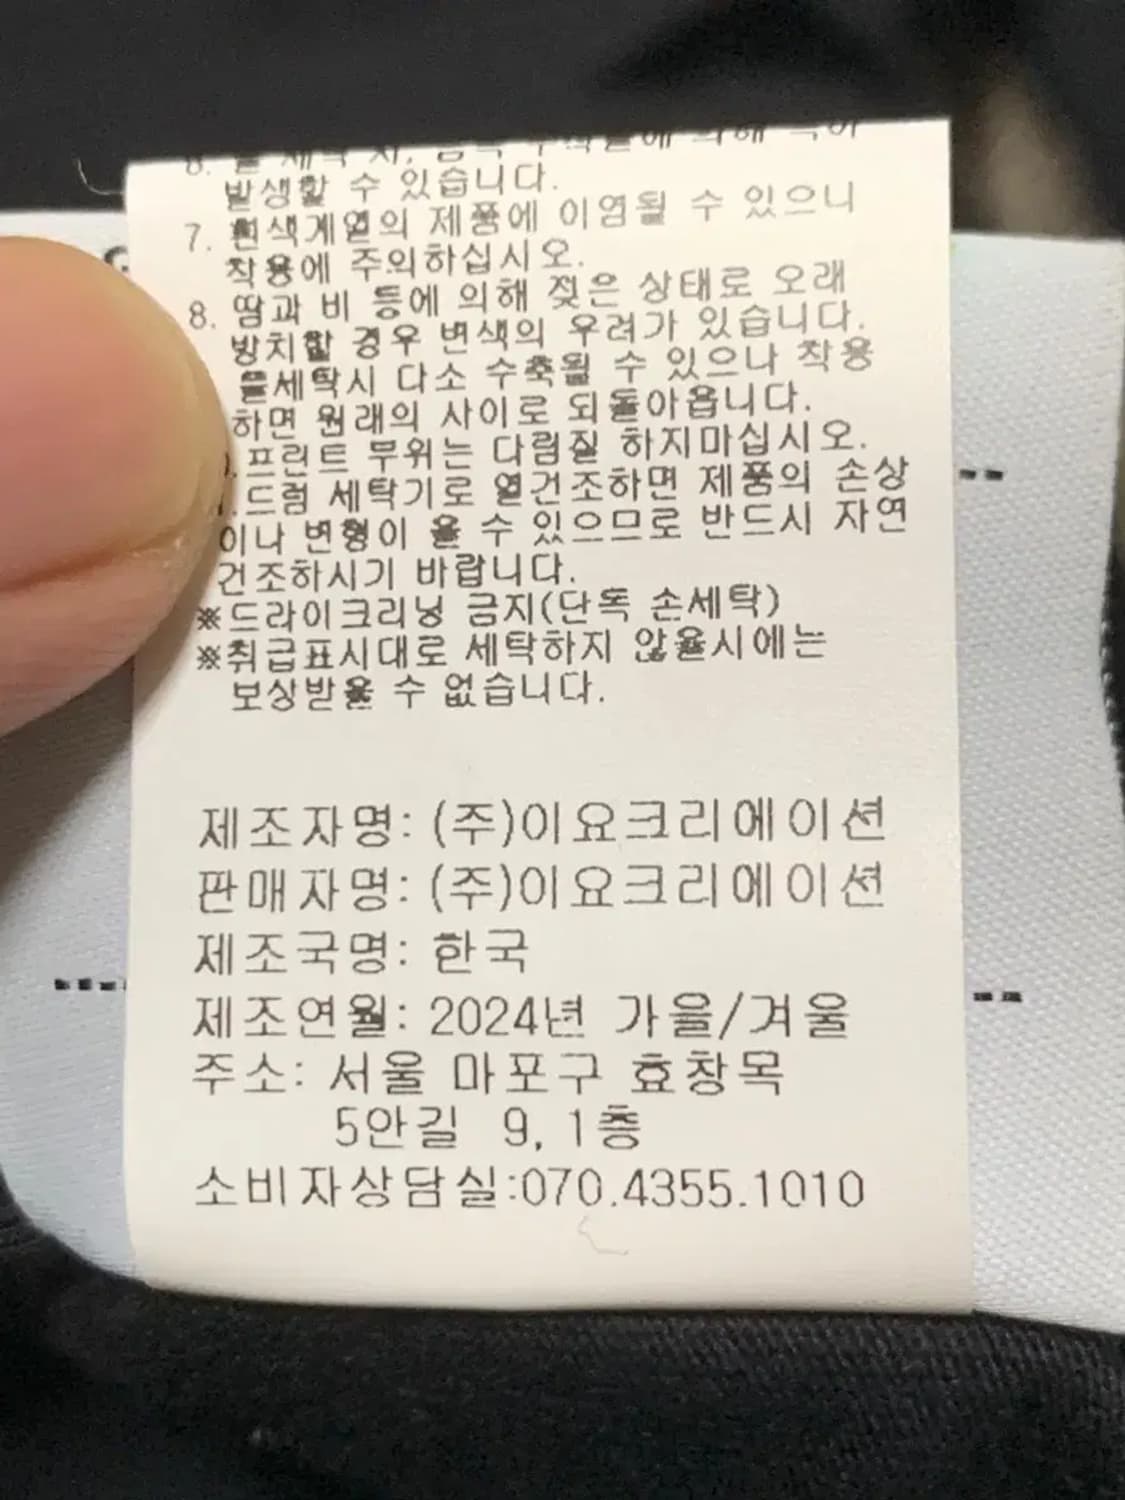 발생할 수 있습니다.
7. 흰색계열의 제품에 이염될 수 있으니
착용에 주의하십시오.
8. 땀과 비 등에 의해 젖은 상태로 오래
방치할 경우 변색의 우려가 있습니다.
물세탁시 다소 수축될 수 있으나 착용
하면 원래의 사이로 되돌아옵니다.
.프린트 부위는 다림질 하지마십시오.
.드럼 세탁기로 열건조하면 제품의 손상
이나 변형이 올 수 있으므로 반드시 자연
건조하시기 바랍니다.
※드라이크리닝 금지(단독 손세탁)
※취급표시대로 세탁하지 않을시에는
보상받을 수 없습니다.
제조자명: (주)이요크리에이션
판매자명: (주)이요크리에이션
제조국명: 한국
제조연월: 2024년 가을/겨울
주소: 서울 마포구 효창목
5안길 9, 1층
소비자상담실:070.4355.1010